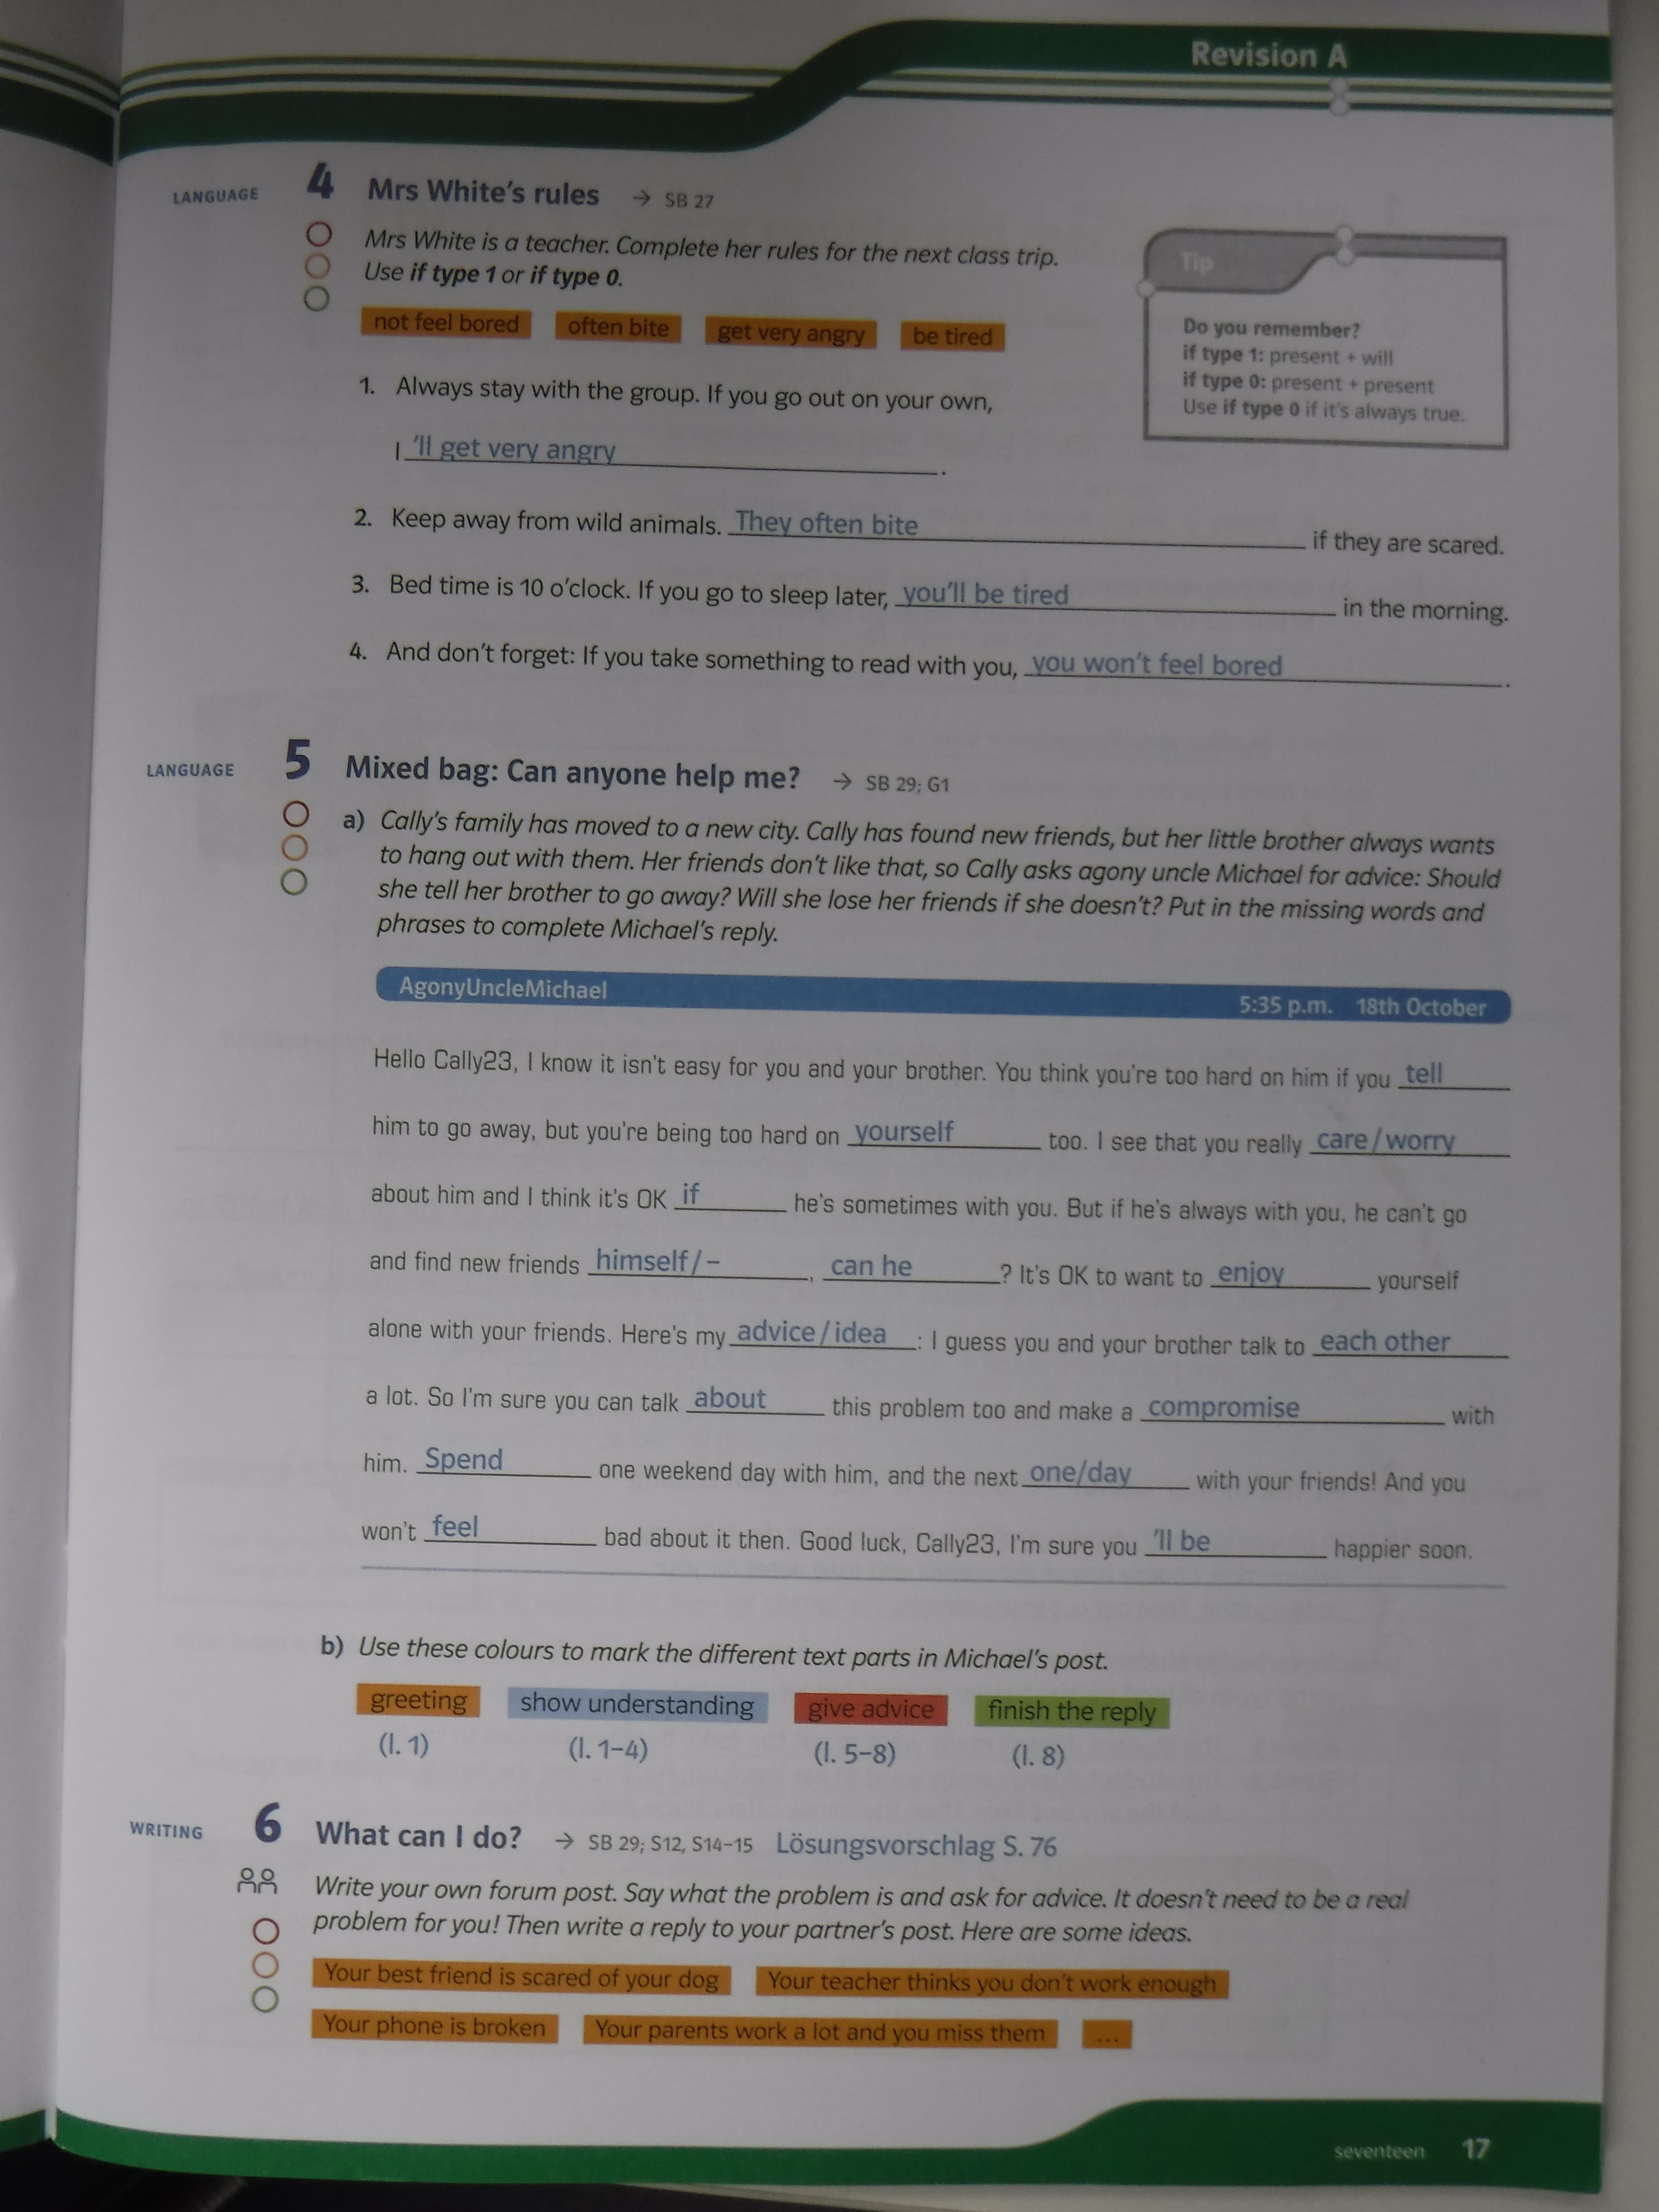 Revision A
LANGUAGE 4 Mrs White's rules → SB 27
Mrs White is a teacher. Complete her rules for the next class trip.
Use if type 1 or if type 0.
not feel bored often bite get very angry be tired
Tip
Do you remember?
if type 1: present + will
if type 0: present + present
Use if type 0 if it's always true.
1. Always stay with the group. If you go out on your own,
I 'll get very angry.
2. Keep away from wild animals. They often bite if they are scared.
3. Bed time is 10 o'clock. If you go to sleep later, you'll be tired in the morning.
4. And don't forget: If you take something to read with you, you won't feel bored.
LANGUAGE 5 Mixed bag: Can anyone help me? → SB 29; G1
a) Cally's family has moved to a new city. Cally has found new friends, but her little brother always wants
to hang out with them. Her friends don't like that, so Cally asks agony uncle Michael for advice: Should
she tell her brother to go away? Will she lose her friends if she doesn't? Put in the missing words and
phrases to complete Michael's reply.
AgonyUncleMichael 5:35 p.m. 18th October
Hello Cally23, I know it isn't easy for you and your brother. You think you're too hard on him if you tell
him to go away, but you're being too hard on yourself too. I see that you really care/worry
about him and I think it's OK if he's sometimes with you. But if he's always with you, he can't go
and find new friends himself/–, can he? It's OK to want to enjoy yourself
alone with your friends. Here's my advice/idea: I guess you and your brother talk to each other
a lot. So I'm sure you can talk about this problem too and make a compromise with
him. Spend one weekend day with him, and the next one/day with your friends! And you
won't feel bad about it then. Good luck, Cally23, I'm sure you 'll be happier soon.
b) Use these colours to mark the different text parts in Michael's post.
greeting show understanding give advice finish the reply
(l. 1) (l. 1–4) (l. 5–8) (l. 8)
WRITING 6 What can I do? → SB 29; S12, S14–15 Lösungsvorschlag S. 76
Write your own forum post. Say what the problem is and ask for advice. It doesn't need to be a real
problem for you! Then write a reply to your partner's post. Here are some ideas.
Your best friend is scared of your dog Your teacher thinks you don't work enough
Your phone is broken Your parents work a lot and you miss them ...
seventeen 17